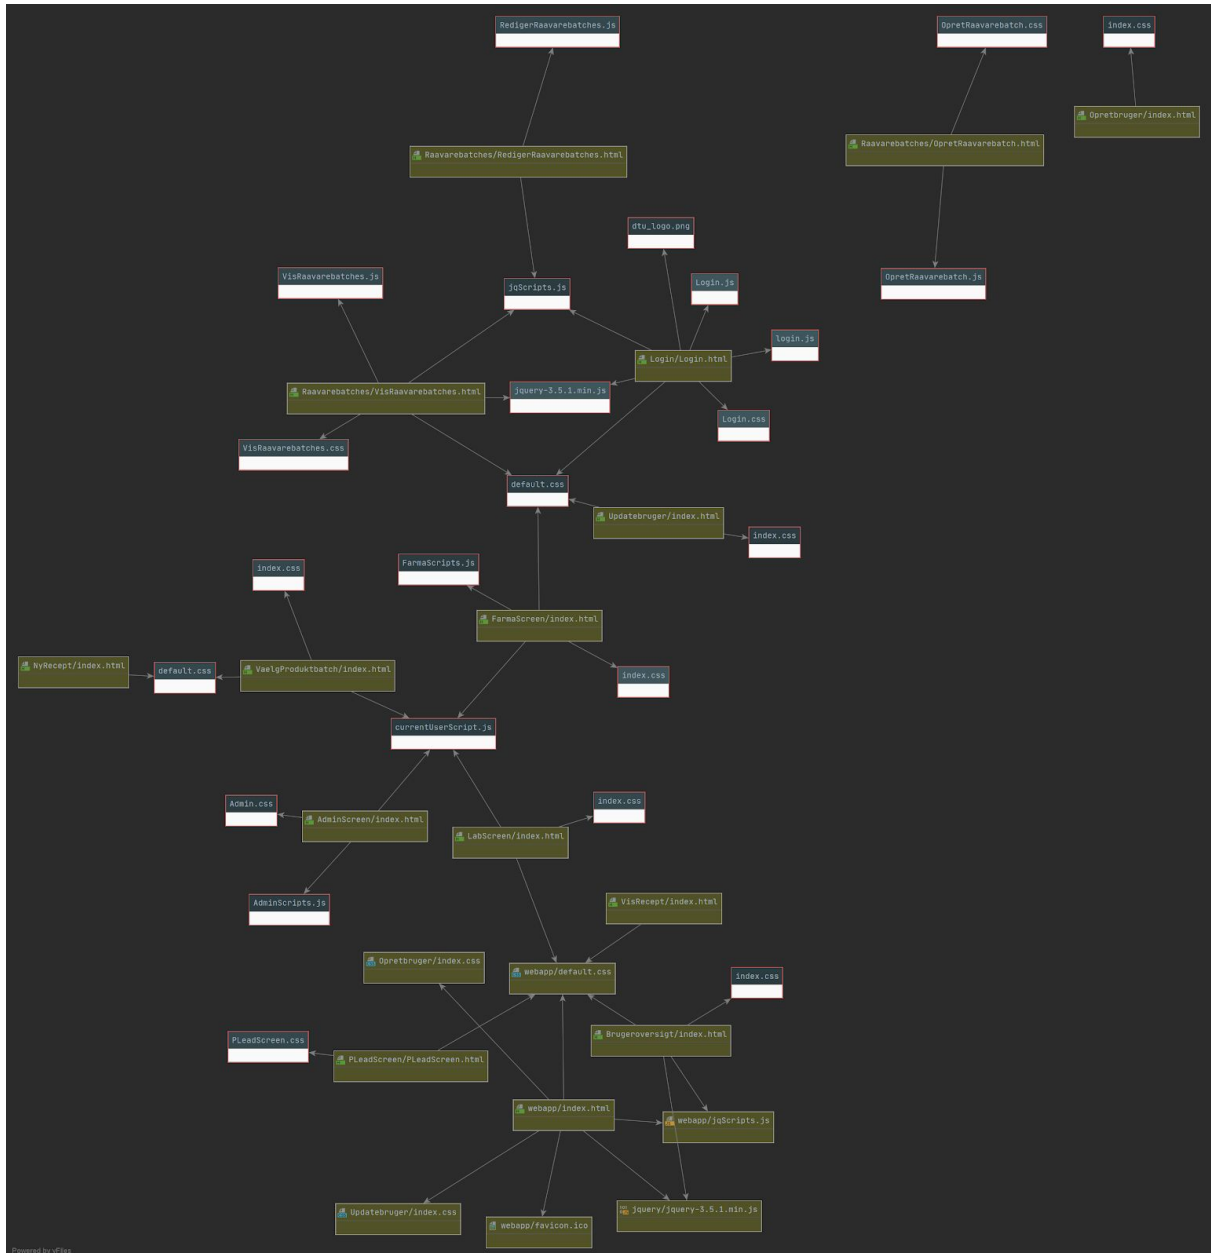 RedigerRaavarebatches.js
OpretRaavarebatch.css
index.css
Opretbruger/index.html
Raavarebatches/OpretRaavarebatch.html
Raavarebatches/RedigerRaavarebatches.html
dtu_logo.png
VisRaavarebatches.js
OpretRaavarebatch.js
Login.js
jqScripts.js
login.js
Login/Login.html
Raavarebatches/VisRaavarebatches.html
jquery-3.5.1.min.js
Login.css
VisRaavarebatches.css
default.css
Updatebruger/index.html
index.css
FarmaScripts.js
index.css
FarmaScreen/index.html
NyRecept/index.html
default.css
VaelgProduktbatch/index.html
index.css
currentUserScript.js
Admin.css
index.css
AdminScreen/index.html
LabScreen/index.html
AdminScripts.js
VisRecept/index.html
Opretbruger/index.css
webapp/default.css
index.css
Brugeroversigt/index.html
PLeadScreen.css
PLeadScreen/PLeadScreen.html
webapp/index.html
webapp/jqScripts.js
Updatebruger/index.css
jquery/jquery-3.5.1.min.js
webapp/favicon.ico
Powered by yFiles